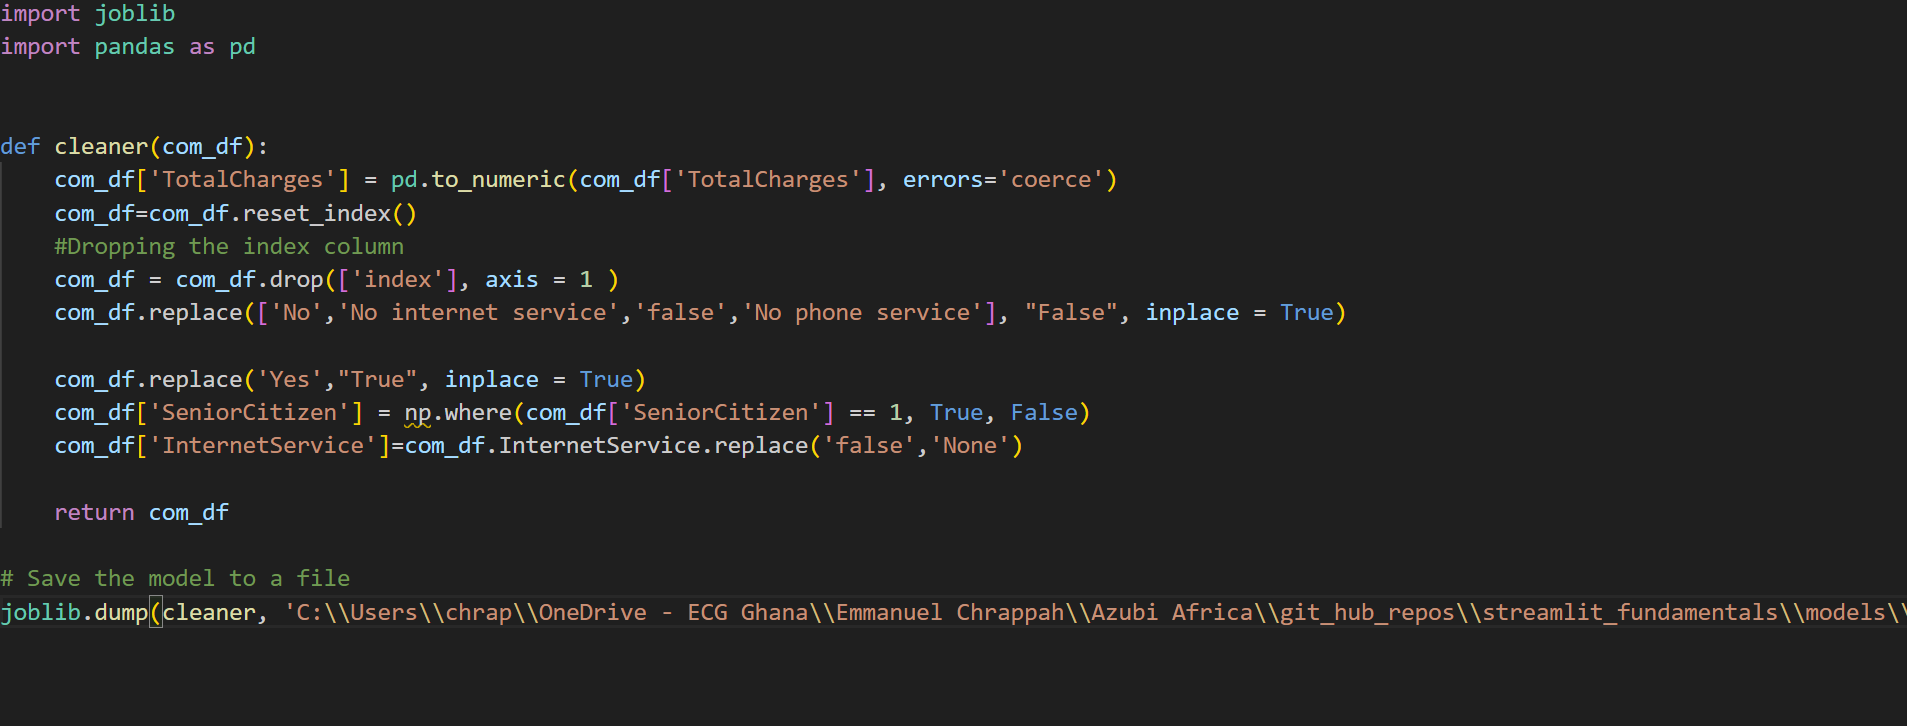 import joblib
import pandas as pd
def cleaner(com_df):
    com_df['TotalCharges'] = pd.to_numeric(com_df['TotalCharges'], errors='coerce')
    com_df=com_df.reset_index()
    #Dropping the index column
    com_df = com_df.drop(['index'], axis = 1 )
    com_df.replace(['No','No internet service','false','No phone service'], "False", inplace = True)
    com_df.replace('Yes',"True", inplace = True)
    com_df['SeniorCitizen'] = np.where(com_df['SeniorCitizen'] == 1, True, False)
    com_df['InternetService']=com_df.InternetService.replace('false','None')
    return com_df
# Save the model to a file
joblib.dump(cleaner, 'C:\\Users\\chrap\\OneDrive - ECG Ghana\\Emmanuel Chrappah\\Azubi Africa\\git_hub_repos\\streamlit_fundamentals\\models\\